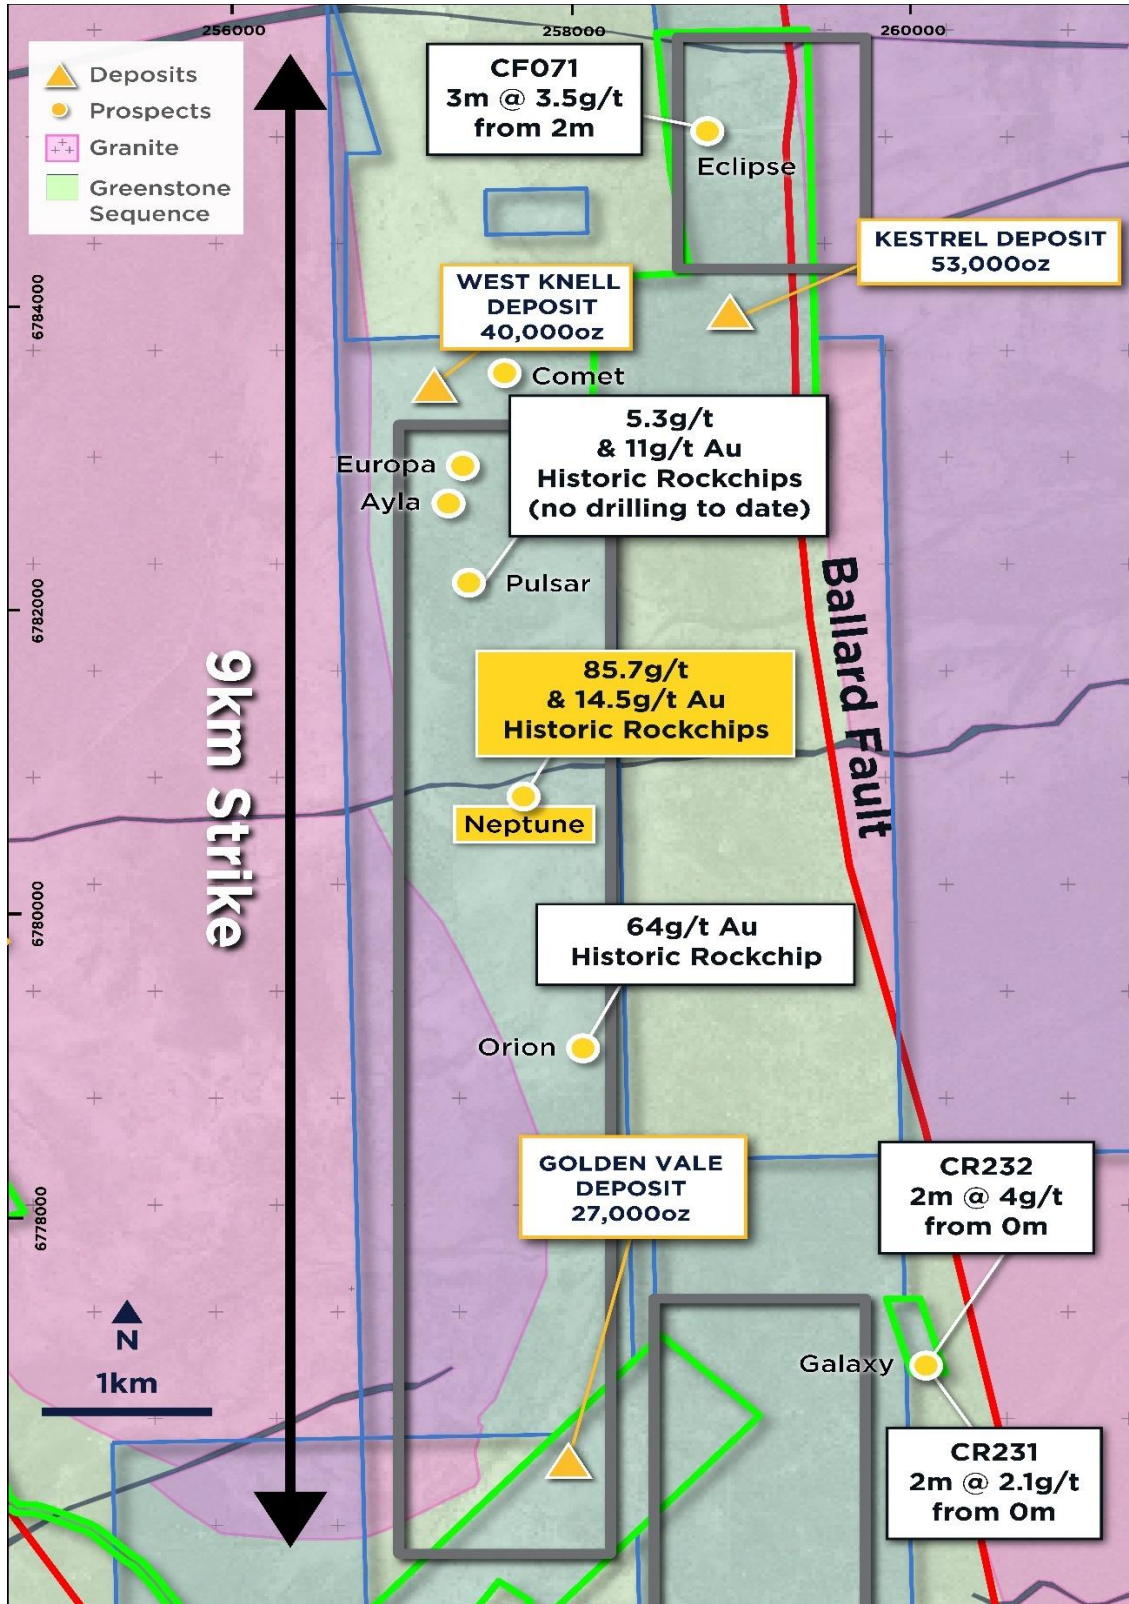 256000
258000
260000
Deposits
Prospects
Granite
Greenstone
Sequence
CF071
3m @ 3.5g/t
from 2m
Eclipse
KESTREL DEPOSIT
53,000oz
WEST KNELL
DEPOSIT
40,000oz
6784000
Comet
5.3g/t
& 11g/t Au
Historic Rockchips
(no drilling to date)
Europa
Ayla
Pulsar
6782000
Ballard Fault
9km Strike
85.7g/t
& 14.5g/t Au
Historic Rockchips
Neptune
6780000
64g/t Au
Historic Rockchip
Orion
GOLDEN VALE
DEPOSIT
27,000oz
CR232
2m @ 4g/t
from 0m
6778000
N
1km
Galaxy
CR231
2m @ 2.1g/t
from 0m